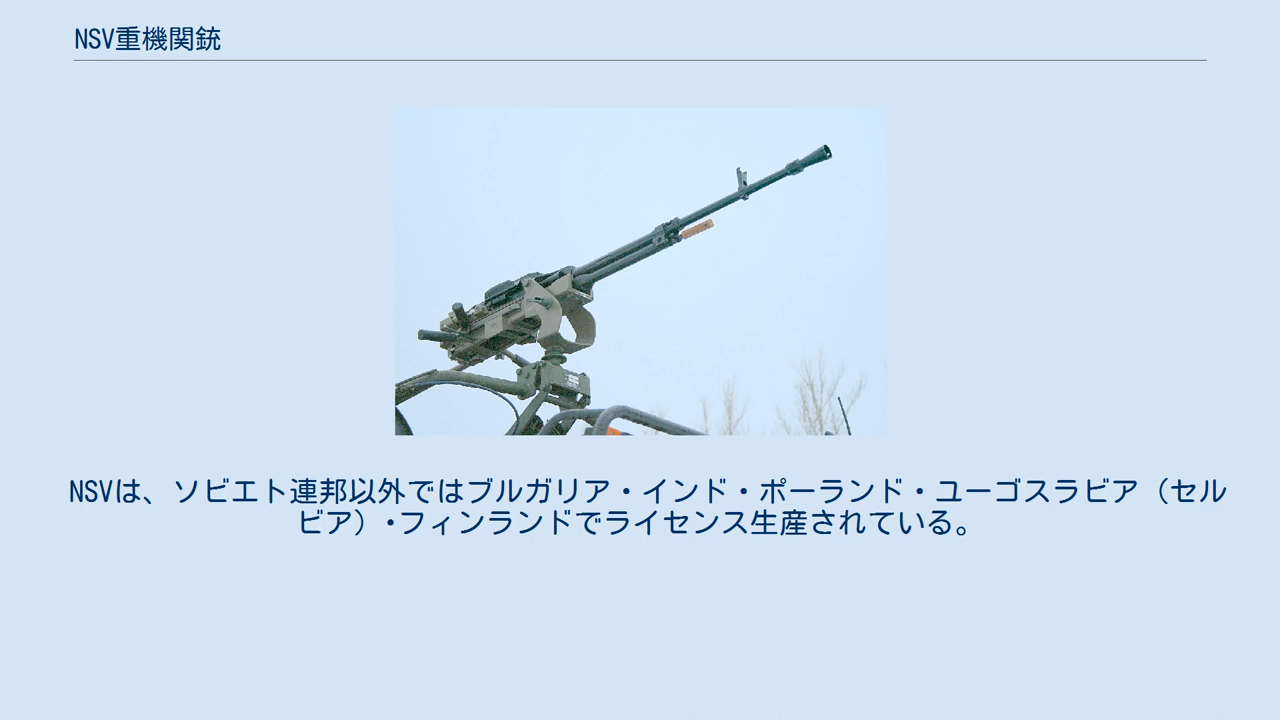 NSV重機関銃
NSVは、ソビエト連邦以外ではブルガリア・インド・ポーランド・ユーゴスラビア（セル
ビア）・フィンランドでライセンス生産されている。